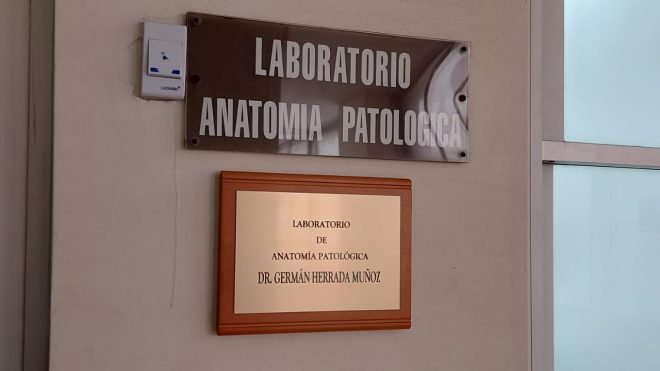 LABORATORIO
ANATOMIA PATOLOGICA
LABORATORIO
DE
ANATOMÍA PATOLÓGICA
DR. GERMÁN HERRADA MUÑOZ